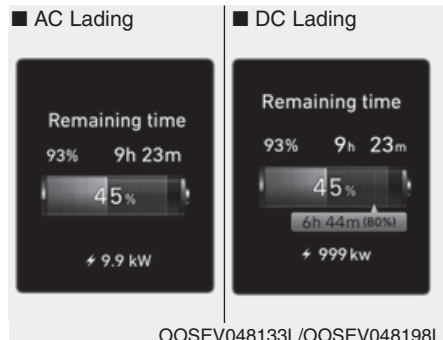 ■ AC Lading
Remaining time
93% 9h 23m
45%
9.9 kW
■ DC Lading
Remaining time
93% 9h 23m
45%
6h 44m (80%)
999 kw
OOSEV048133L/OOSEV048198L